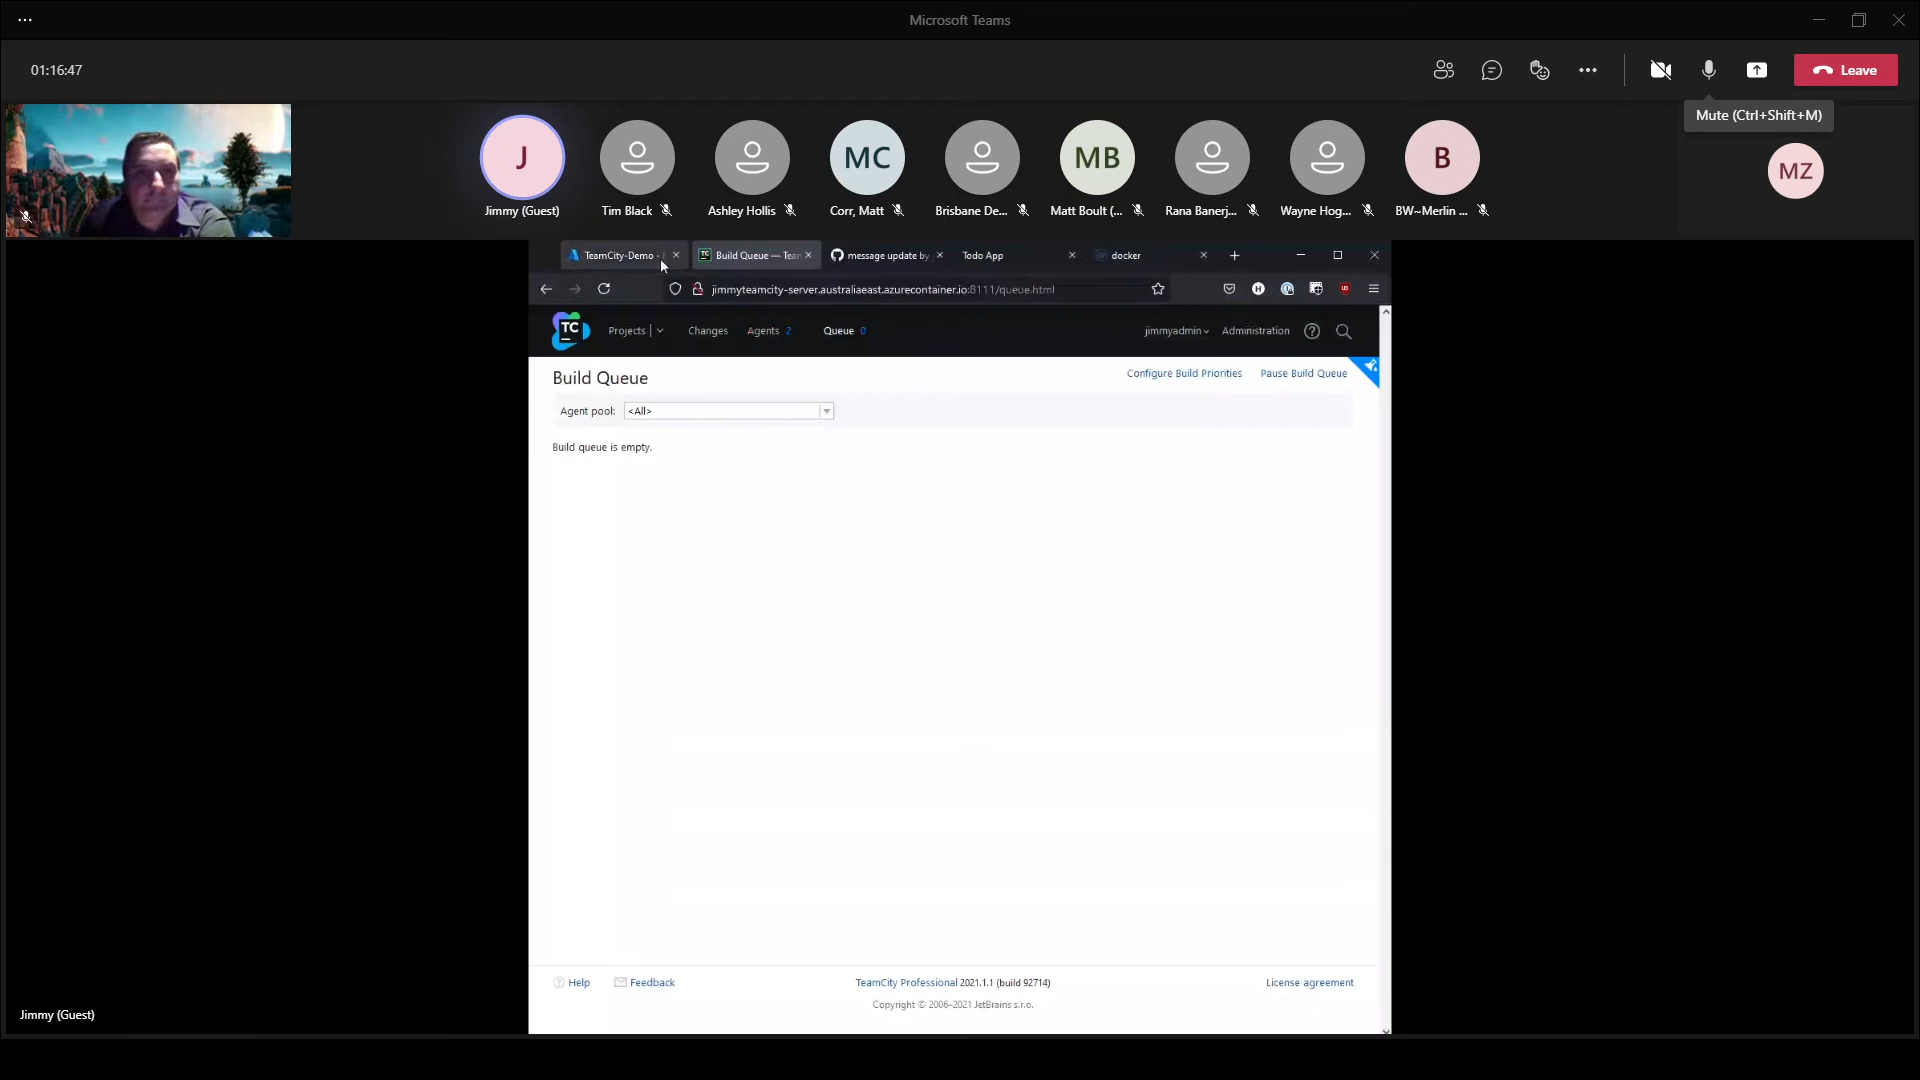 Microsoft Teams
01:16:47
Leave
Mute (Ctrl+Shift+M)
J
MC
MB
B
MZ
Jimmy (Guest)
Tim Black
Ashley Hollis
Corr, Matt
Brisbane De...
Matt Boult (...
Rana Banerj...
Wayne Hog...
BW~Merlin ...
TeamCity-Demo -
Build Queue — Tean
message update by
Todo App
docker
jimmyteamcity-server.australiaeast.azurecontainer.io:8111/queue.html
TC
Projects
Changes
Agents 2
Queue 0
jimmyadmin
Administration
Build Queue
Configure Build Priorities
Pause Build Queue
Agent pool: <All>
Build queue is empty.
Help
Feedback
TeamCity Professional 2021.1.1 (build 92714)
License agreement
Copyright © 2006–2021 JetBrains s.r.o.
Jimmy (Guest)